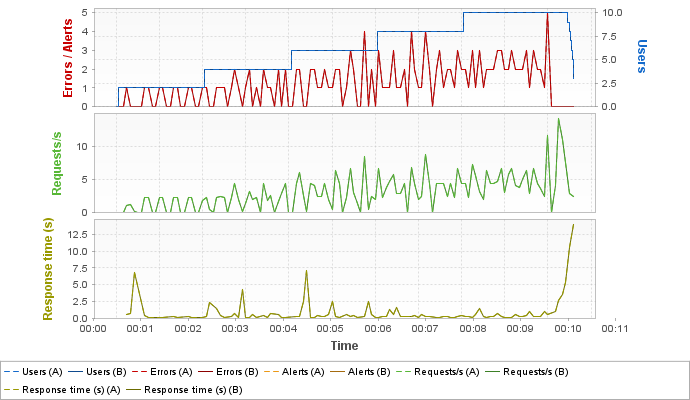 Errors / Alerts
5
4
3
2
1
0
10.0
7.5
5.0
2.5
0.0
Users
Requests/s
10
5
0
Response time (s)
12.5
10.0
7.5
5.0
2.5
0.0
00:00 00:01 00:02 00:03 00:04 00:05 00:06 00:07 00:08 00:09 00:10 00:11
Time
Users (A) Users (B) Errors (A) Errors (B) Alerts (A) Alerts (B) Requests/s (A) Requests/s (B)
Response time (s) (A) Response time (s) (B)